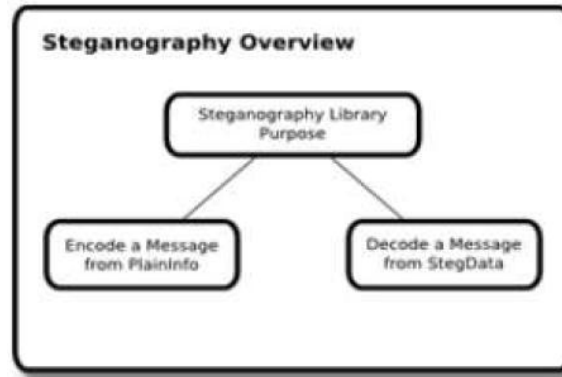 Steganography Overview
Steganography Library
Purpose
Encode a Message
from PlainInfo
Decode a Message
from StegData